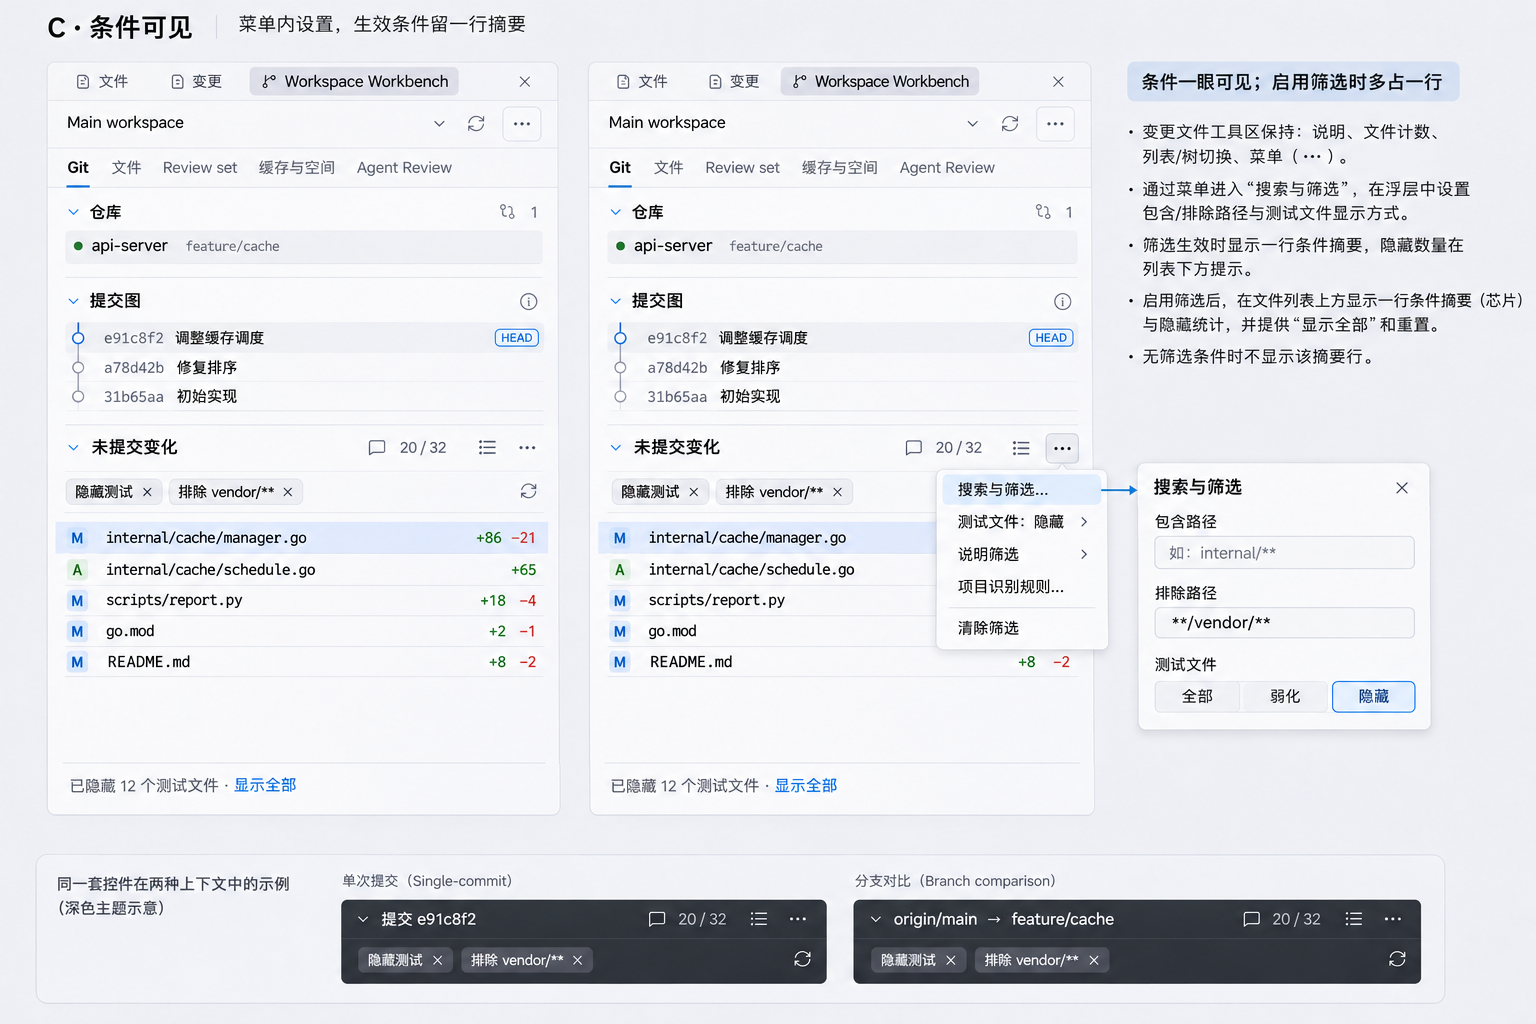 C · 条件可见
菜单内设置，生效条件留一行摘要
文件 变更 Workspace Workbench
Main workspace
Git 文件 Review set 缓存与空间 Agent Review
仓库 1
api-server feature/cache
提交图
e91c8f2 调整缓存调度 HEAD
a78d42b 修复排序
31b65aa 初始实现
未提交变化 20 / 32
隐藏测试 × 排除 vendor/** ×
M internal/cache/manager.go +86 −21
A internal/cache/schedule.go +65
M scripts/report.py +18 −4
M go.mod +2 −1
M README.md +8 −2
已隐藏 12 个测试文件 · 显示全部
文件 变更 Workspace Workbench
Main workspace
Git 文件 Review set 缓存与空间 Agent Review
仓库 1
api-server feature/cache
提交图
e91c8f2 调整缓存调度 HEAD
a78d42b 修复排序
31b65aa 初始实现
未提交变化 20 / 32
隐藏测试 × 排除 vendor/** ×
M internal/cache/manager.go
A internal/cache/schedule.go
M scripts/report.py
M go.mod
M README.md +8 −2
已隐藏 12 个测试文件 · 显示全部
搜索与筛选...
测试文件：隐藏
说明筛选
项目识别规则...
清除筛选
条件一眼可见；启用筛选时多占一行
• 变更文件工具区保持：说明、文件计数、
列表/树切换、菜单（ ··· ）。
• 通过菜单进入“搜索与筛选”，在浮层中设置
包含/排除路径与测试文件显示方式。
• 筛选生效时显示一行条件摘要，隐藏数量在
列表下方提示。
• 启用筛选后，在文件列表上方显示一行条件摘要（芯片）
与隐藏统计，并提供“显示全部”和重置。
• 无筛选条件时不显示该摘要行。
搜索与筛选
包含路径
如：internal/**
排除路径
**/vendor/**
测试文件
全部 弱化 隐藏
同一套控件在两种上下文中的示例
（深色主题示意）
单次提交（Single-commit）
提交 e91c8f2 20 / 32
隐藏测试 × 排除 vendor/** ×
分支对比（Branch comparison）
origin/main → feature/cache 20 / 32
隐藏测试 × 排除 vendor/** ×